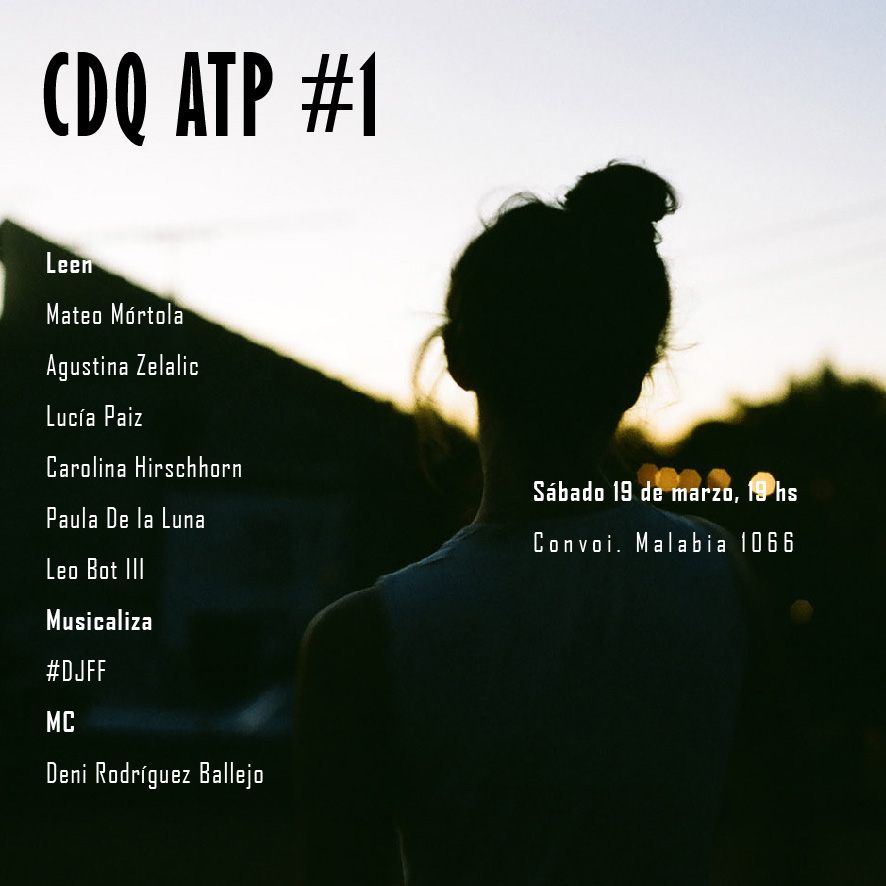 CDQ ATP #1
Leen
Mateo Mórtola
Agustina Zelalic
Lucía Paiz
Carolina Hirschhorn
Paula De la Luna
Leo Bot III
Musicaliza
#DJFF
MC
Deni Rodríguez Ballejo
Sábado 19 de marzo, 19 hs
Convoi. Malabia 1066